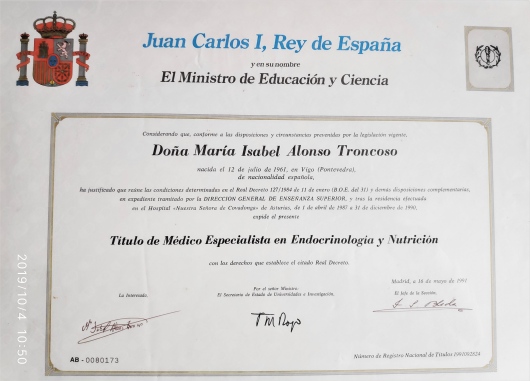 Juan Carlos I, Rey de España
y en su nombre
El Ministro de Educación y Ciencia
Considerando que, conforme a las disposiciones y circunstancias prevenidas por la legislación vigente,
Doña María Isabel Alonso Troncoso
nacida el 12 de julio de 1961, en Vigo (Pontevedra),
de nacionalidad española,
ha justificado que reúne las condiciones determinadas en el Real Decreto 127/1984 de 11 de enero (B.O.E. del 31) y demás disposiciones complementarias,
en expediente tramitado por la DIRECCIÓN GENERAL DE ENSEÑANZA SUPERIOR, y tras la residencia efectuada
en el Hospital «Nuestra Señora de Covadonga» de Asturias, de 1 de abril de 1987 a 31 de diciembre de 1990,
expide el presente
Título de Médico Especialista en Endocrinología y Nutrición
con los derechos que establece el citado Real Decreto.
Madrid, a 16 de mayo de 1991
La Interesada,
Por el señor Ministro:
El Secretario de Estado de Universidades e Investigación,
El Jefe de la Sección,
AB - 0080173
Número de Registro Nacional de Títulos
2019/10/4 10:50